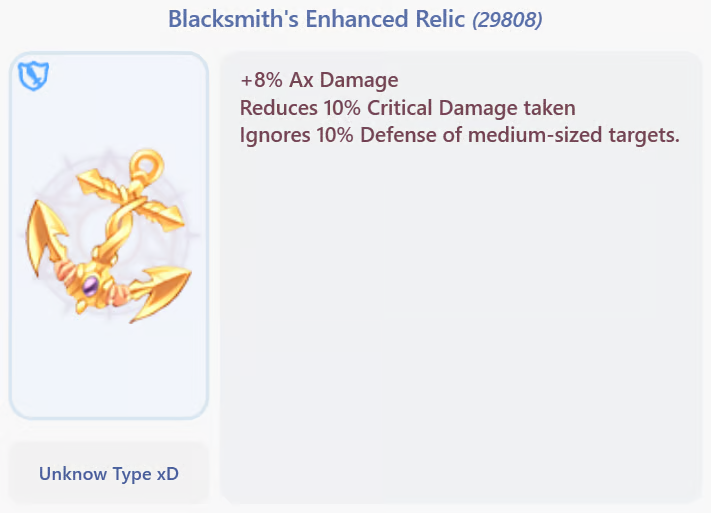 Blacksmith's Enhanced Relic (29808)
+8% Ax Damage
Reduces 10% Critical Damage taken
Ignores 10% Defense of medium-sized targets.
Unknow Type xD